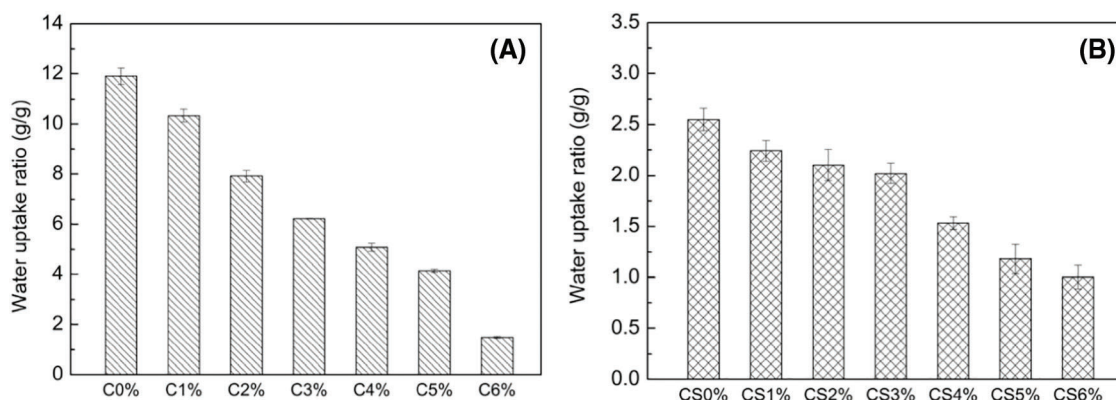 (A)
Water uptake ratio (g/g)
14
12
10
8
6
4
2
0
C0% C1% C2% C3% C4% C5% C6%
(B)
Water uptake ratio (g/g)
3.5
3.0
2.5
2.0
1.5
1.0
0.5
0.0
CS0% CS1% CS2% CS3% CS4% CS5% CS6%